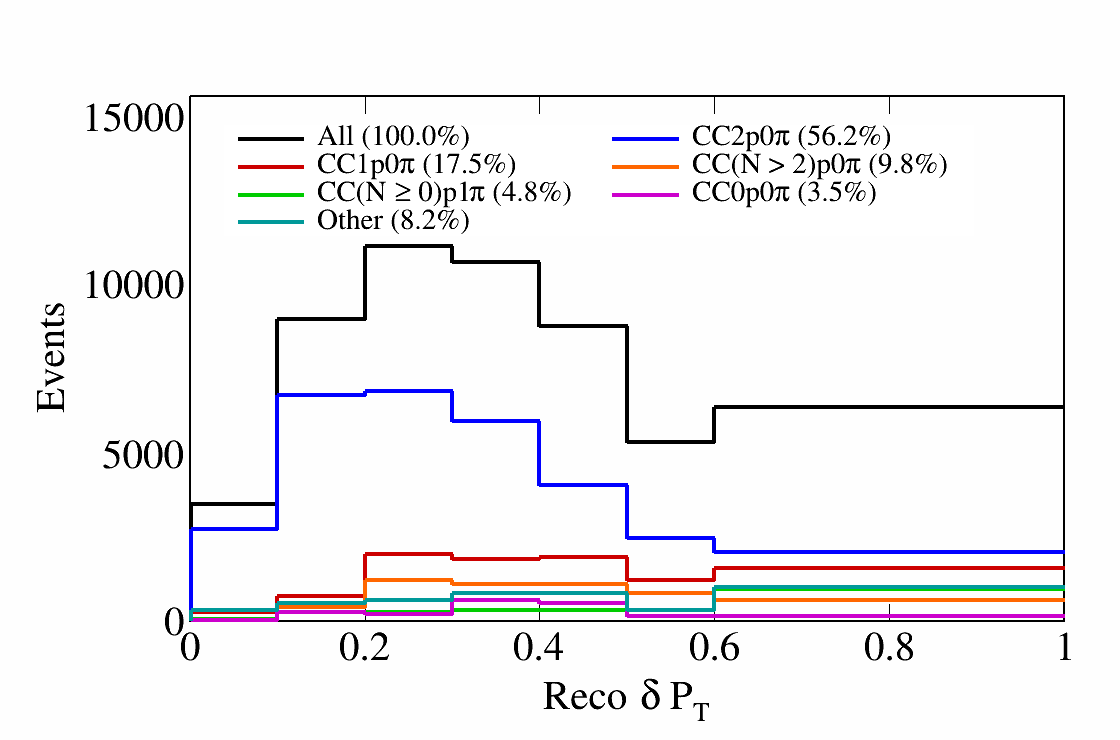 15000
10000
5000
0
Events
All (100.0%)
CC2p0π (56.2%)
CC1p0π (17.5%)
CC(N > 2)p0π (9.8%)
CC(N ≥ 0)p1π (4.8%)
CC0p0π (3.5%)
Other (8.2%)
0 0.2 0.4 0.6 0.8 1
Reco δ P_T